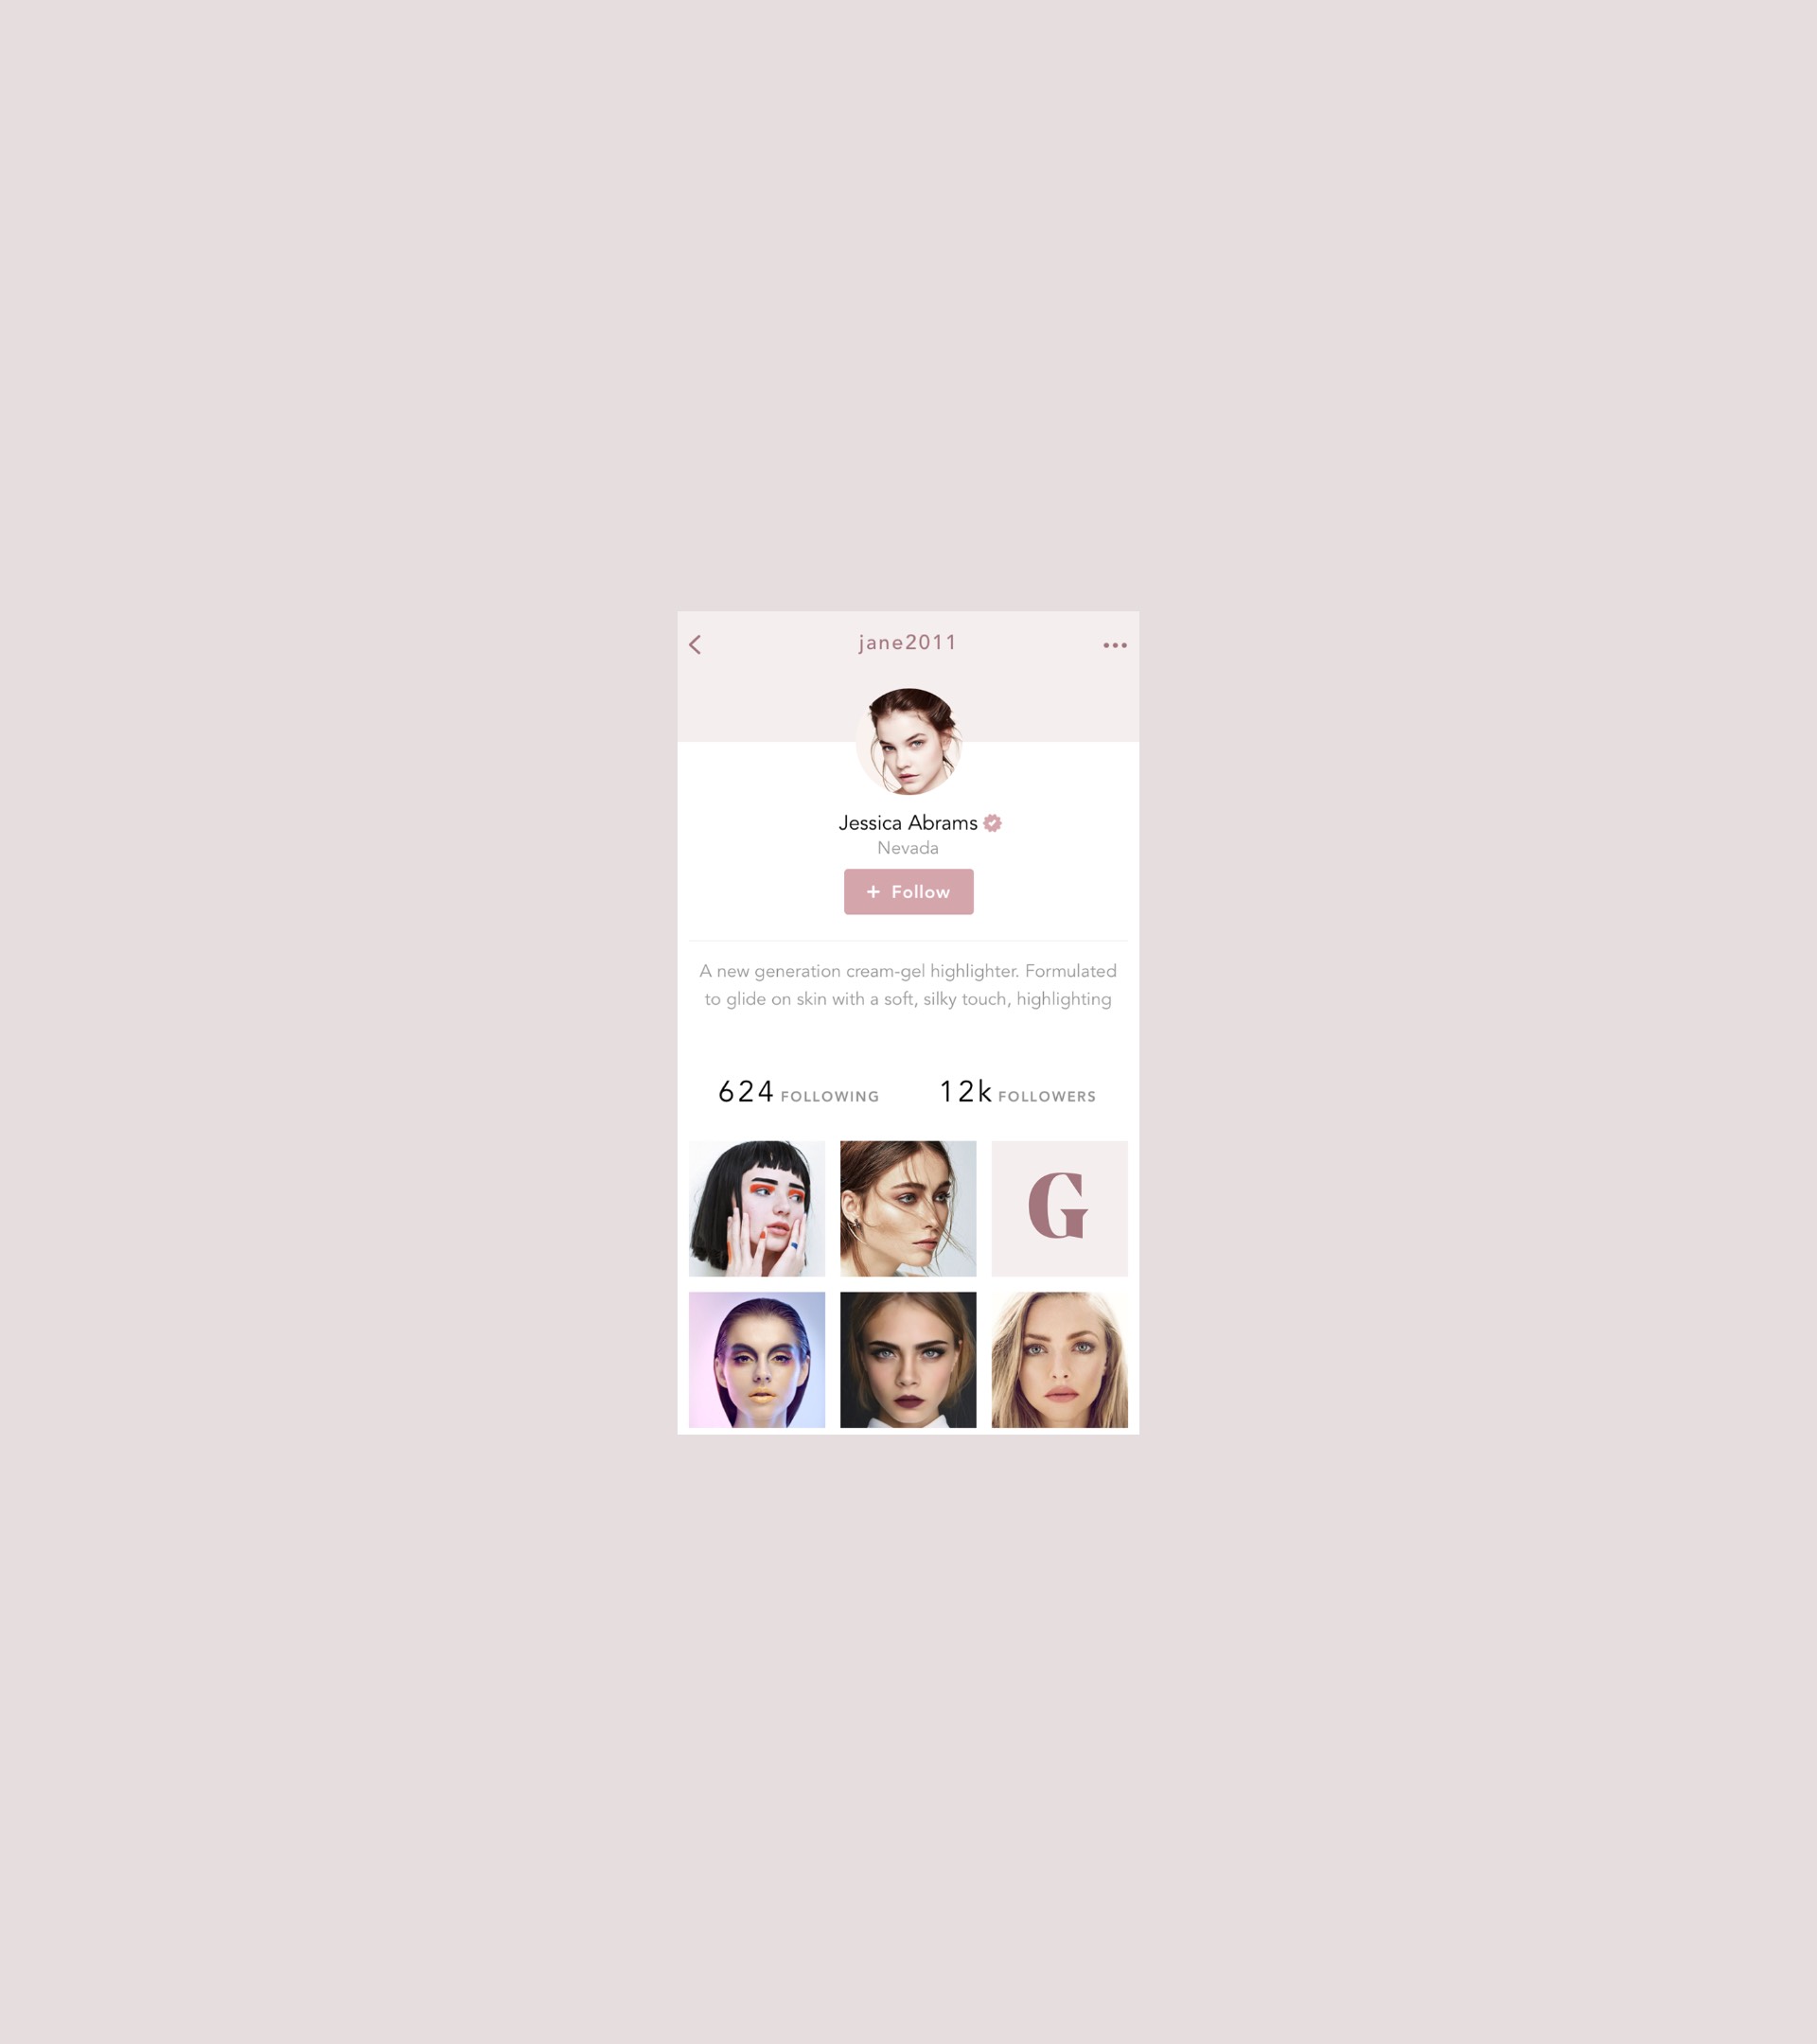 jane2011
Jessica Abrams
Nevada
+ Follow
A new generation cream-gel highlighter. Formulated
to glide on skin with a soft, silky touch, highlighting
624 FOLLOWING 12k FOLLOWERS
G